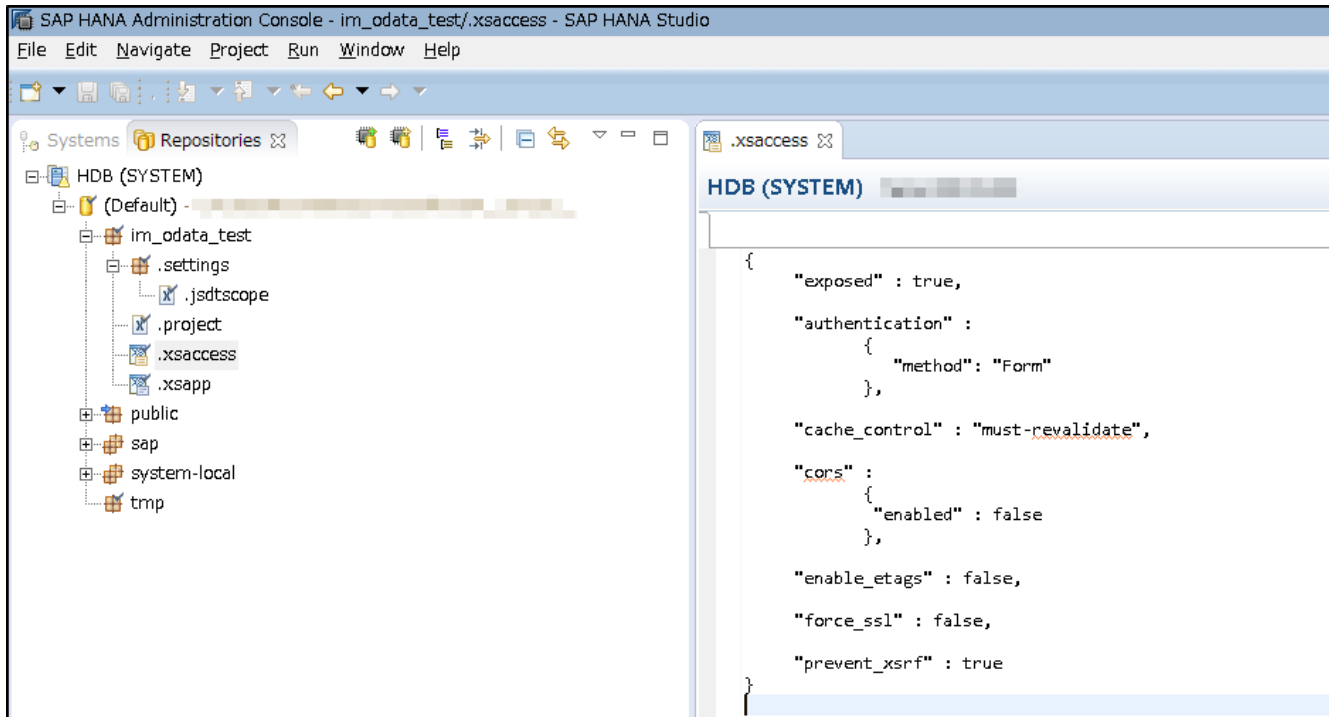 SAP HANA Administration Console - im_odata_test/.xsaccess - SAP HANA Studio
File Edit Navigate Project Run Window Help
Systems Repositories
.xsaccess
HDB (SYSTEM)
(Default) -
im_odata_test
.settings
.jsdtscope
.project
.xsaccess
.xsapp
public
sap
system-local
tmp
HDB (SYSTEM)
{
"exposed" : true,
"authentication" :
{
"method": "Form"
},
"cache_control" : "must-revalidate",
"cors" :
{
"enabled" : false
},
"enable_etags" : false,
"force_ssl" : false,
"prevent_xsrf" : true
}